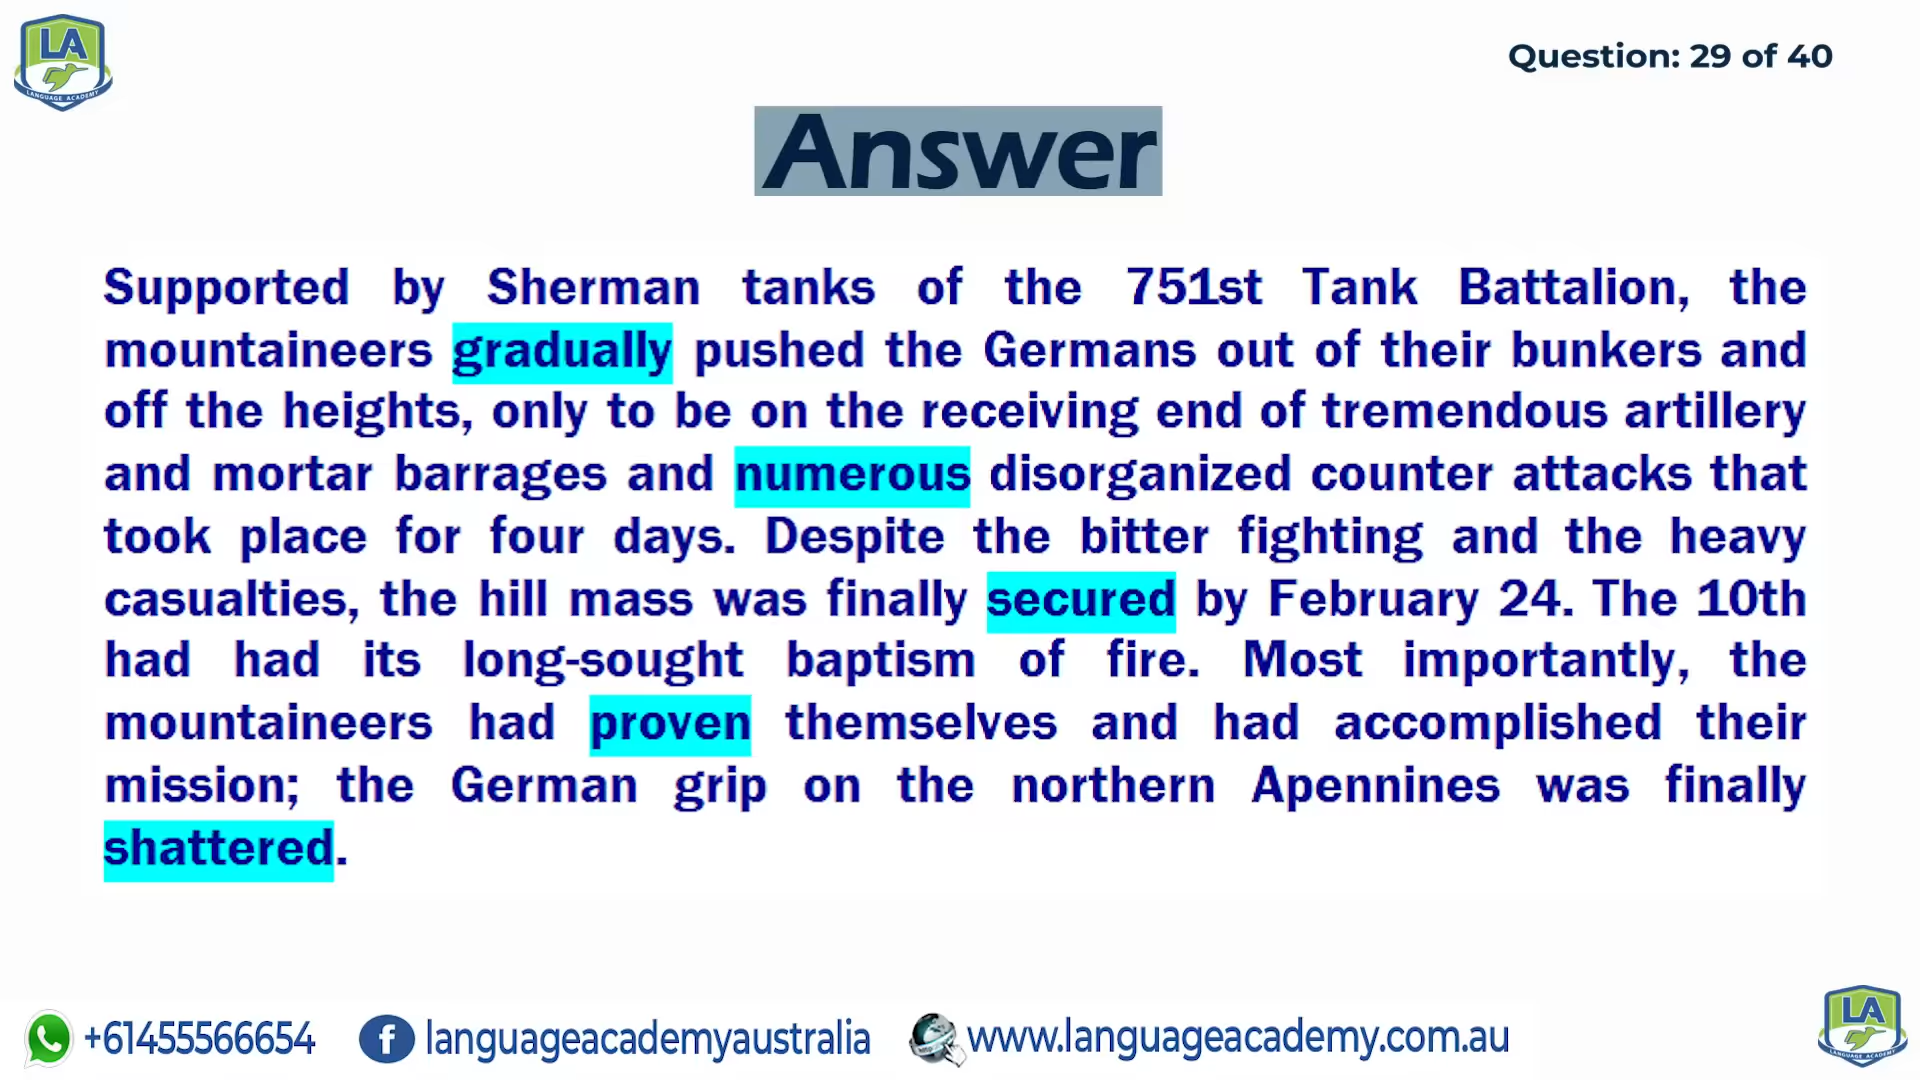 LA
LANGUAGE ACADEMY
Question: 29 of 40
Answer
Supported by Sherman tanks of the 751st Tank Battalion, the
mountaineers gradually pushed the Germans out of their bunkers and
off the heights, only to be on the receiving end of tremendous artillery
and mortar barrages and numerous disorganized counter attacks that
took place for four days. Despite the bitter fighting and the heavy
casualties, the hill mass was finally secured by February 24. The 10th
had had its long-sought baptism of fire. Most importantly, the
mountaineers had proven themselves and had accomplished their
mission; the German grip on the northern Apennines was finally
shattered.
+61455566654 languageacademyaustralia www.languageacademy.com.au
LA
LANGUAGE ACADEMY